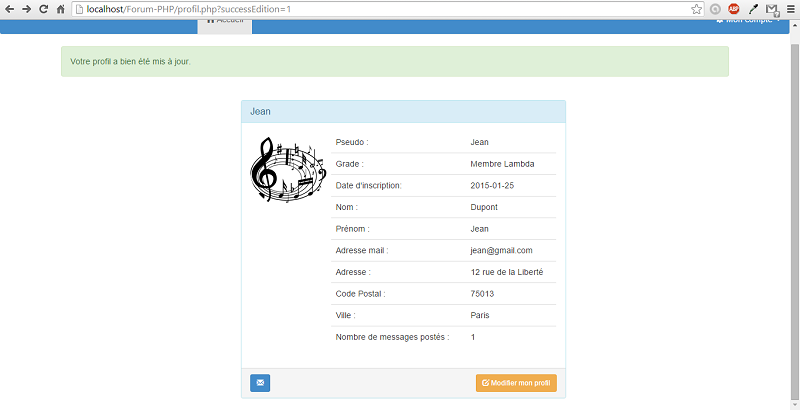 localhost/Forum-PHP/profil.php?successEdition=1
ABP
Accueil
Mon compte
Votre profil a bien été mis à jour.
Jean
Pseudo : Jean
Grade : Membre Lambda
Date d'inscription: 2015-01-25
Nom : Dupont
Prénom : Jean
Adresse mail : jean@gmail.com
Adresse : 12 rue de la Liberté
Code Postal : 75013
Ville : Paris
Nombre de messages postés : 1
Modifier mon profil